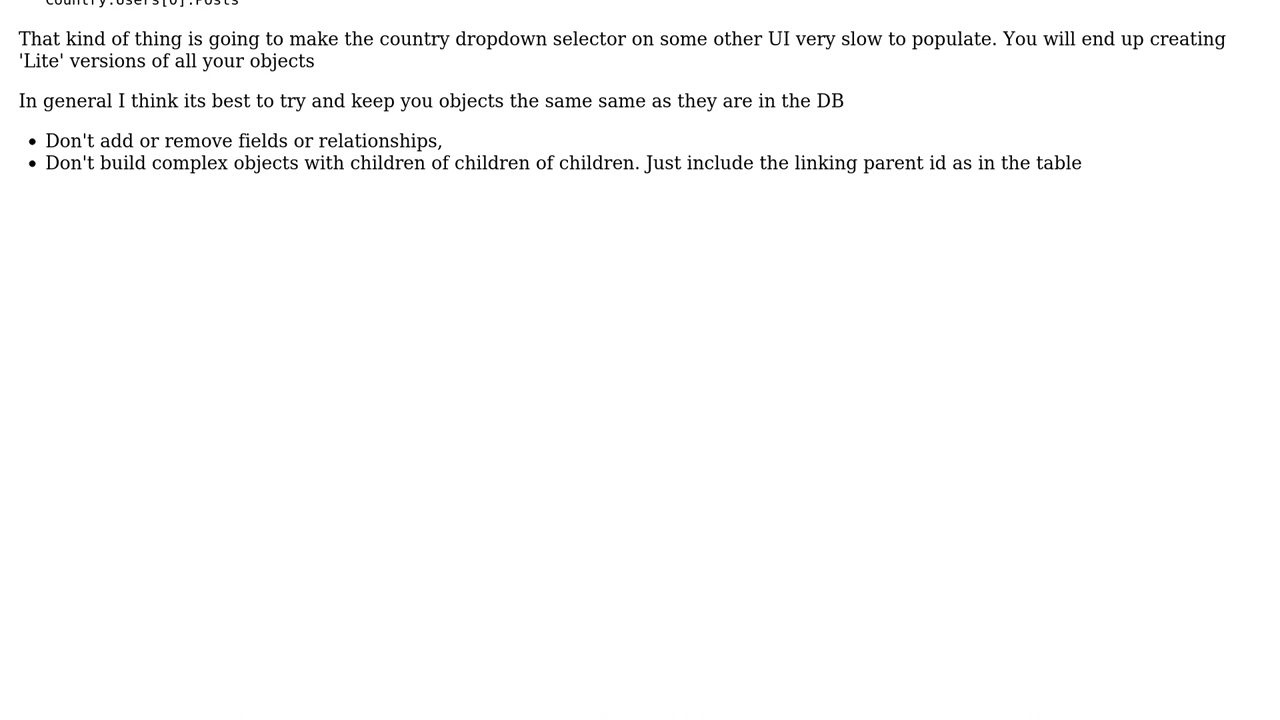 Country.Users[0].Posts
That kind of thing is going to make the country dropdown selector on some other UI very slow to populate. You will end up creating
'Lite' versions of all your objects
In general I think its best to try and keep you objects the same same as they are in the DB
Don't add or remove fields or relationships,
Don't build complex objects with children of children of children. Just include the linking parent id as in the table